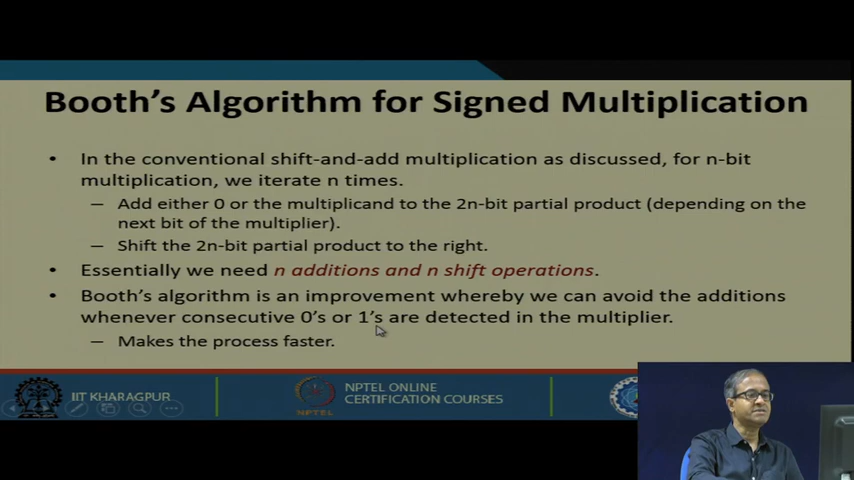 Booth's Algorithm for Signed Multiplication
• In the conventional shift-and-add multiplication as discussed, for n-bit
multiplication, we iterate n times.
– Add either 0 or the multiplicand to the 2n-bit partial product (depending on the
next bit of the multiplier).
– Shift the 2n-bit partial product to the right.
• Essentially we need n additions and n shift operations.
• Booth's algorithm is an improvement whereby we can avoid the additions
whenever consecutive 0's or 1's are detected in the multiplier.
– Makes the process faster.
IIT KHARAGPUR
NPTEL
NPTEL ONLINE
CERTIFICATION COURSES